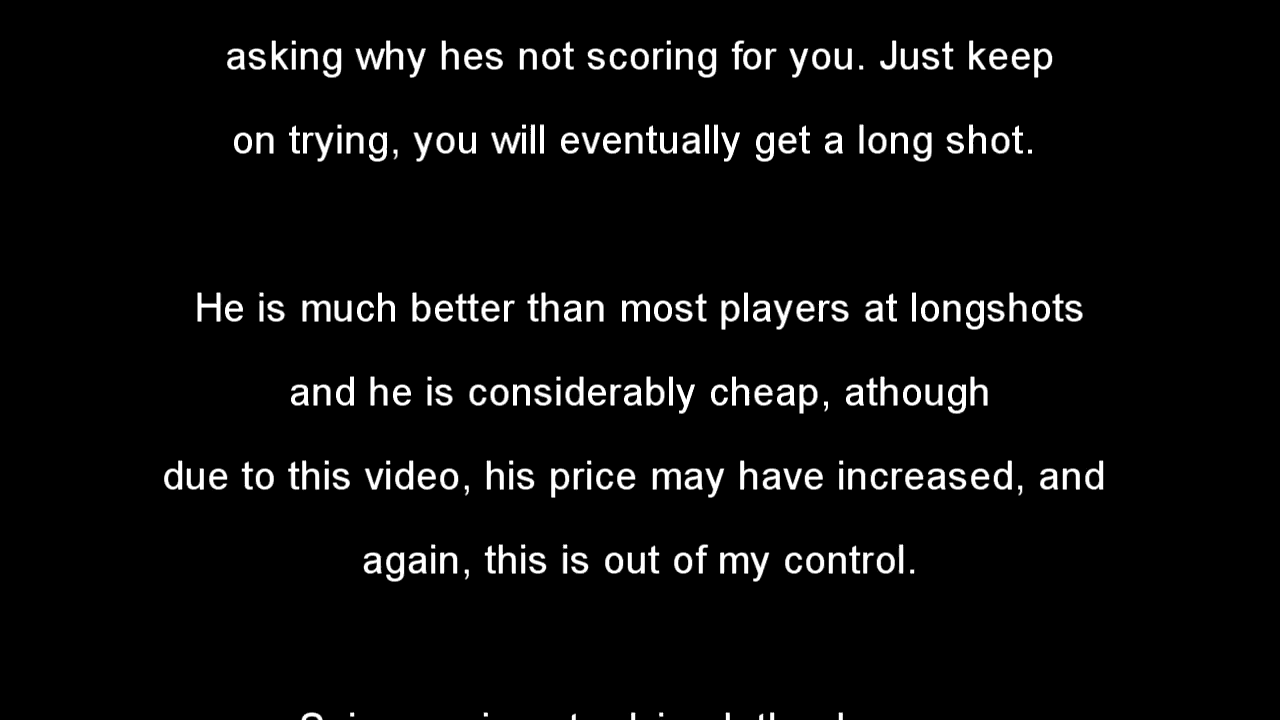 asking why hes not scoring for you. Just keep
on trying, you will eventually get a long shot.
He is much better than most players at longshots
and he is considerably cheap, athough
due to this video, his price may have increased, and
again, this is out of my control.